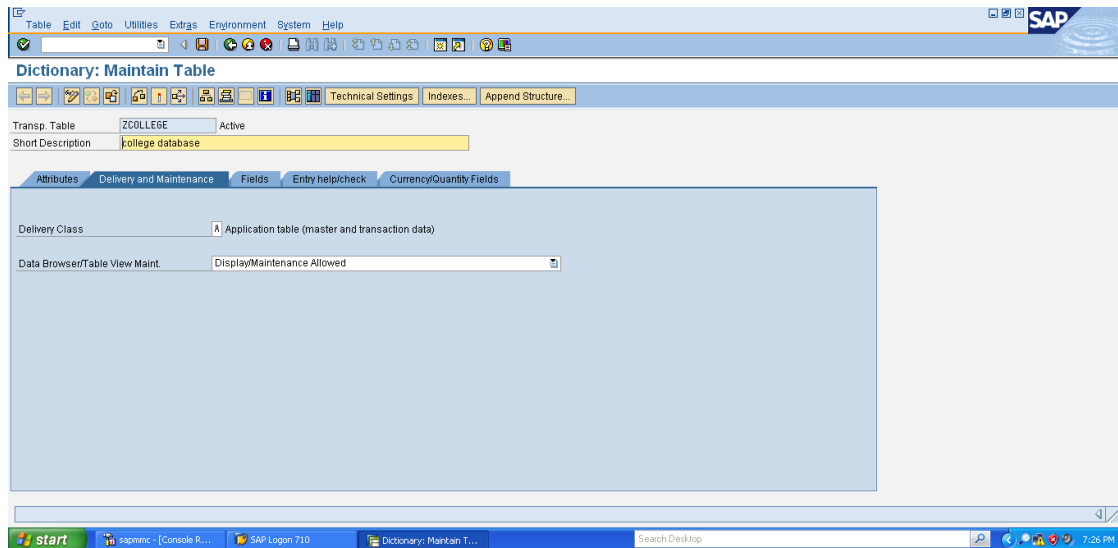 Table Edit Goto Utilities Extras Environment System Help
SAP
Dictionary: Maintain Table
Technical Settings Indexes... Append Structure...
Transp. Table ZCOLLEGE Active
Short Description college database
Attributes Delivery and Maintenance Fields Entry help/check Currency/Quantity Fields
Delivery Class A Application table (master and transaction data)
Data Browser/Table View Maint. Display/Maintenance Allowed
start sapmmc - [Console R... SAP Logon 710 Dictionary: Maintain T... Search Desktop 7:26 PM